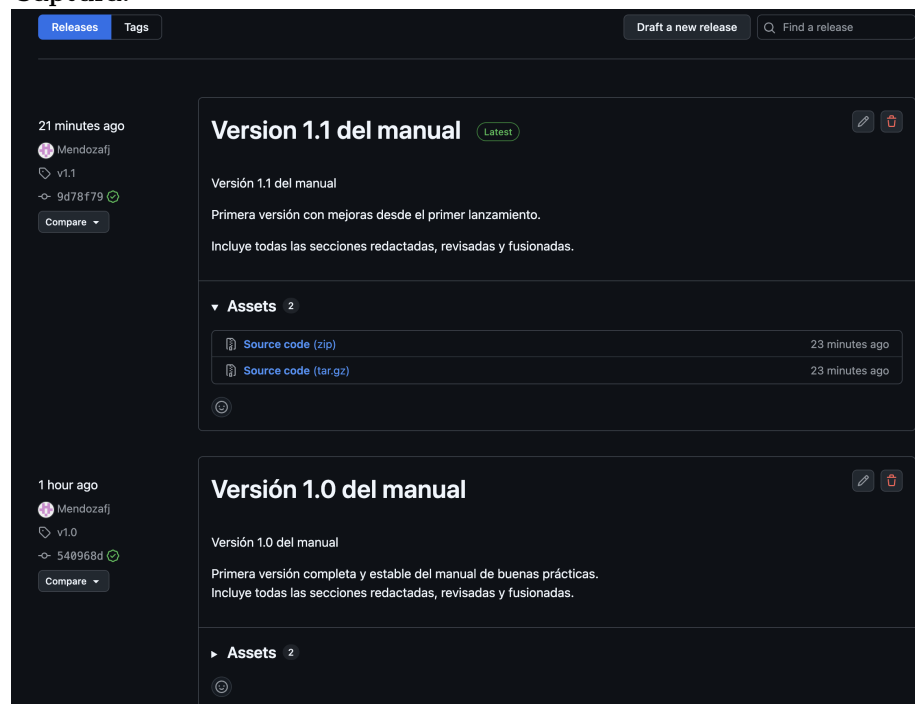 Releases Tags Draft a new release Find a release
21 minutes ago
Mendozafj
v1.1
9d78f79
Compare
Version 1.1 del manual Latest
Versión 1.1 del manual
Primera versión con mejoras desde el primer lanzamiento.
Incluye todas las secciones redactadas, revisadas y fusionadas.
Assets 2
Source code (zip) 23 minutes ago
Source code (tar.gz) 23 minutes ago
1 hour ago
Mendozafj
v1.0
540968d
Compare
Versión 1.0 del manual
Versión 1.0 del manual
Primera versión completa y estable del manual de buenas prácticas.
Incluye todas las secciones redactadas, revisadas y fusionadas.
Assets 2